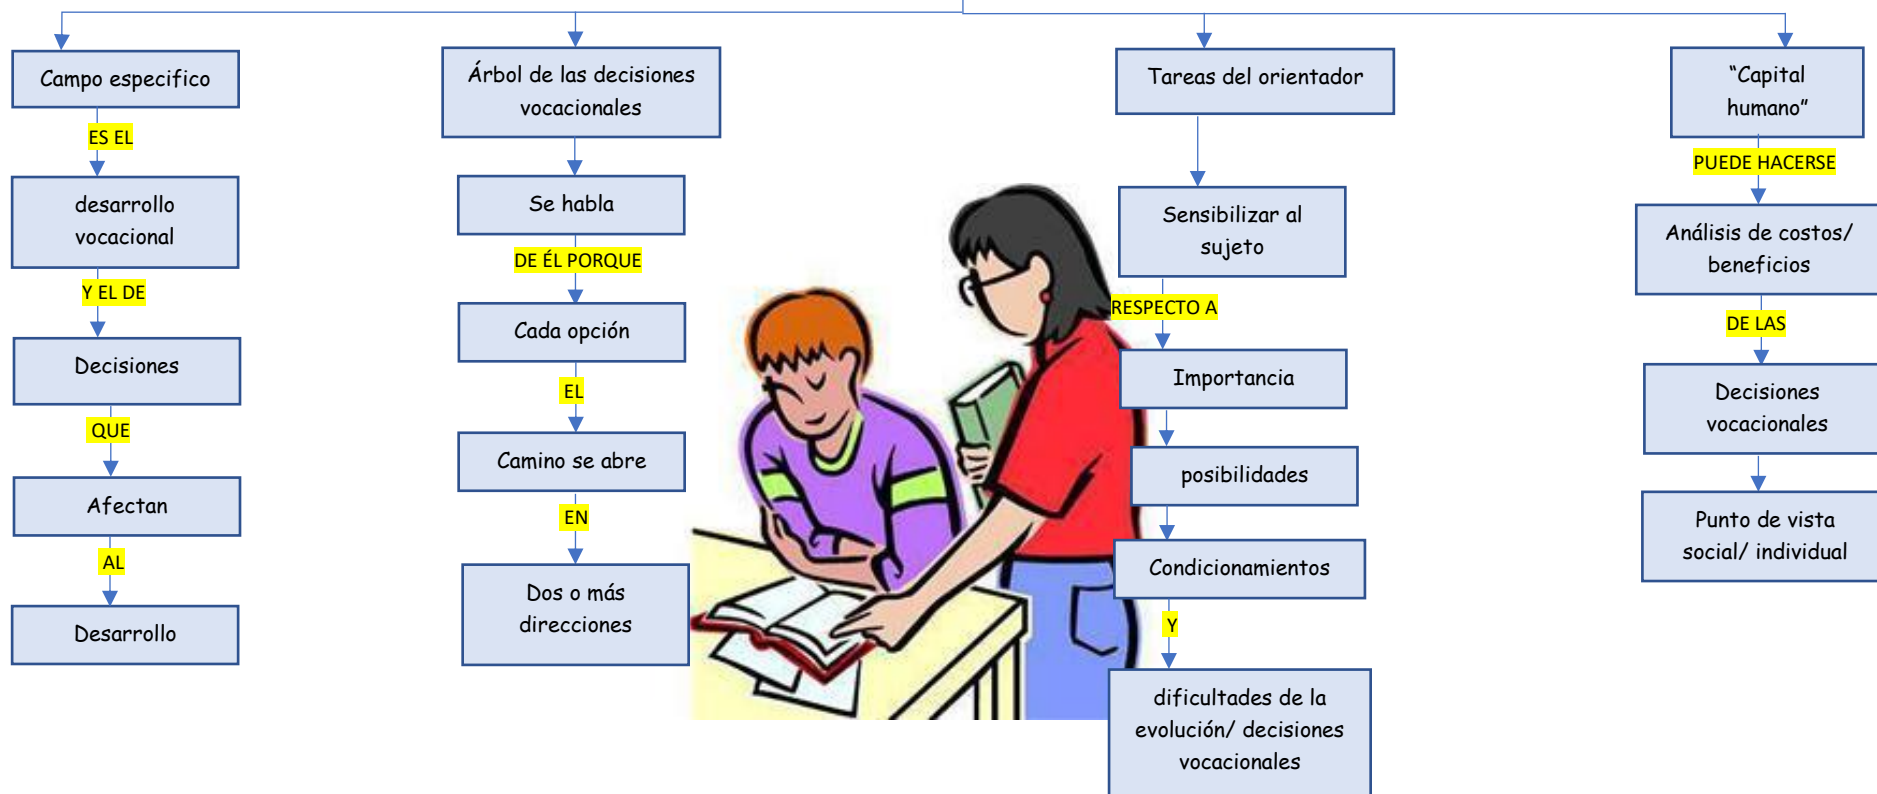 Campo especifico
ES EL
desarrollo
vocacional
Y EL DE
Decisiones
QUE
Afectan
AL
Desarrollo
Árbol de las decisiones
vocacionales
Se habla
DE ÉL PORQUE
Cada opción
EL
Camino se abre
EN
Dos o más
direcciones
Tareas del orientador
Sensibilizar al
sujeto
RESPECTO A
Importancia
posibilidades
Condicionamientos
Y
dificultades de la
evolución/ decisiones
vocacionales
“Capital
humano”
PUEDE HACERSE
Análisis de costos/
beneficios
DE LAS
Decisiones
vocacionales
Punto de vista
social/ individual